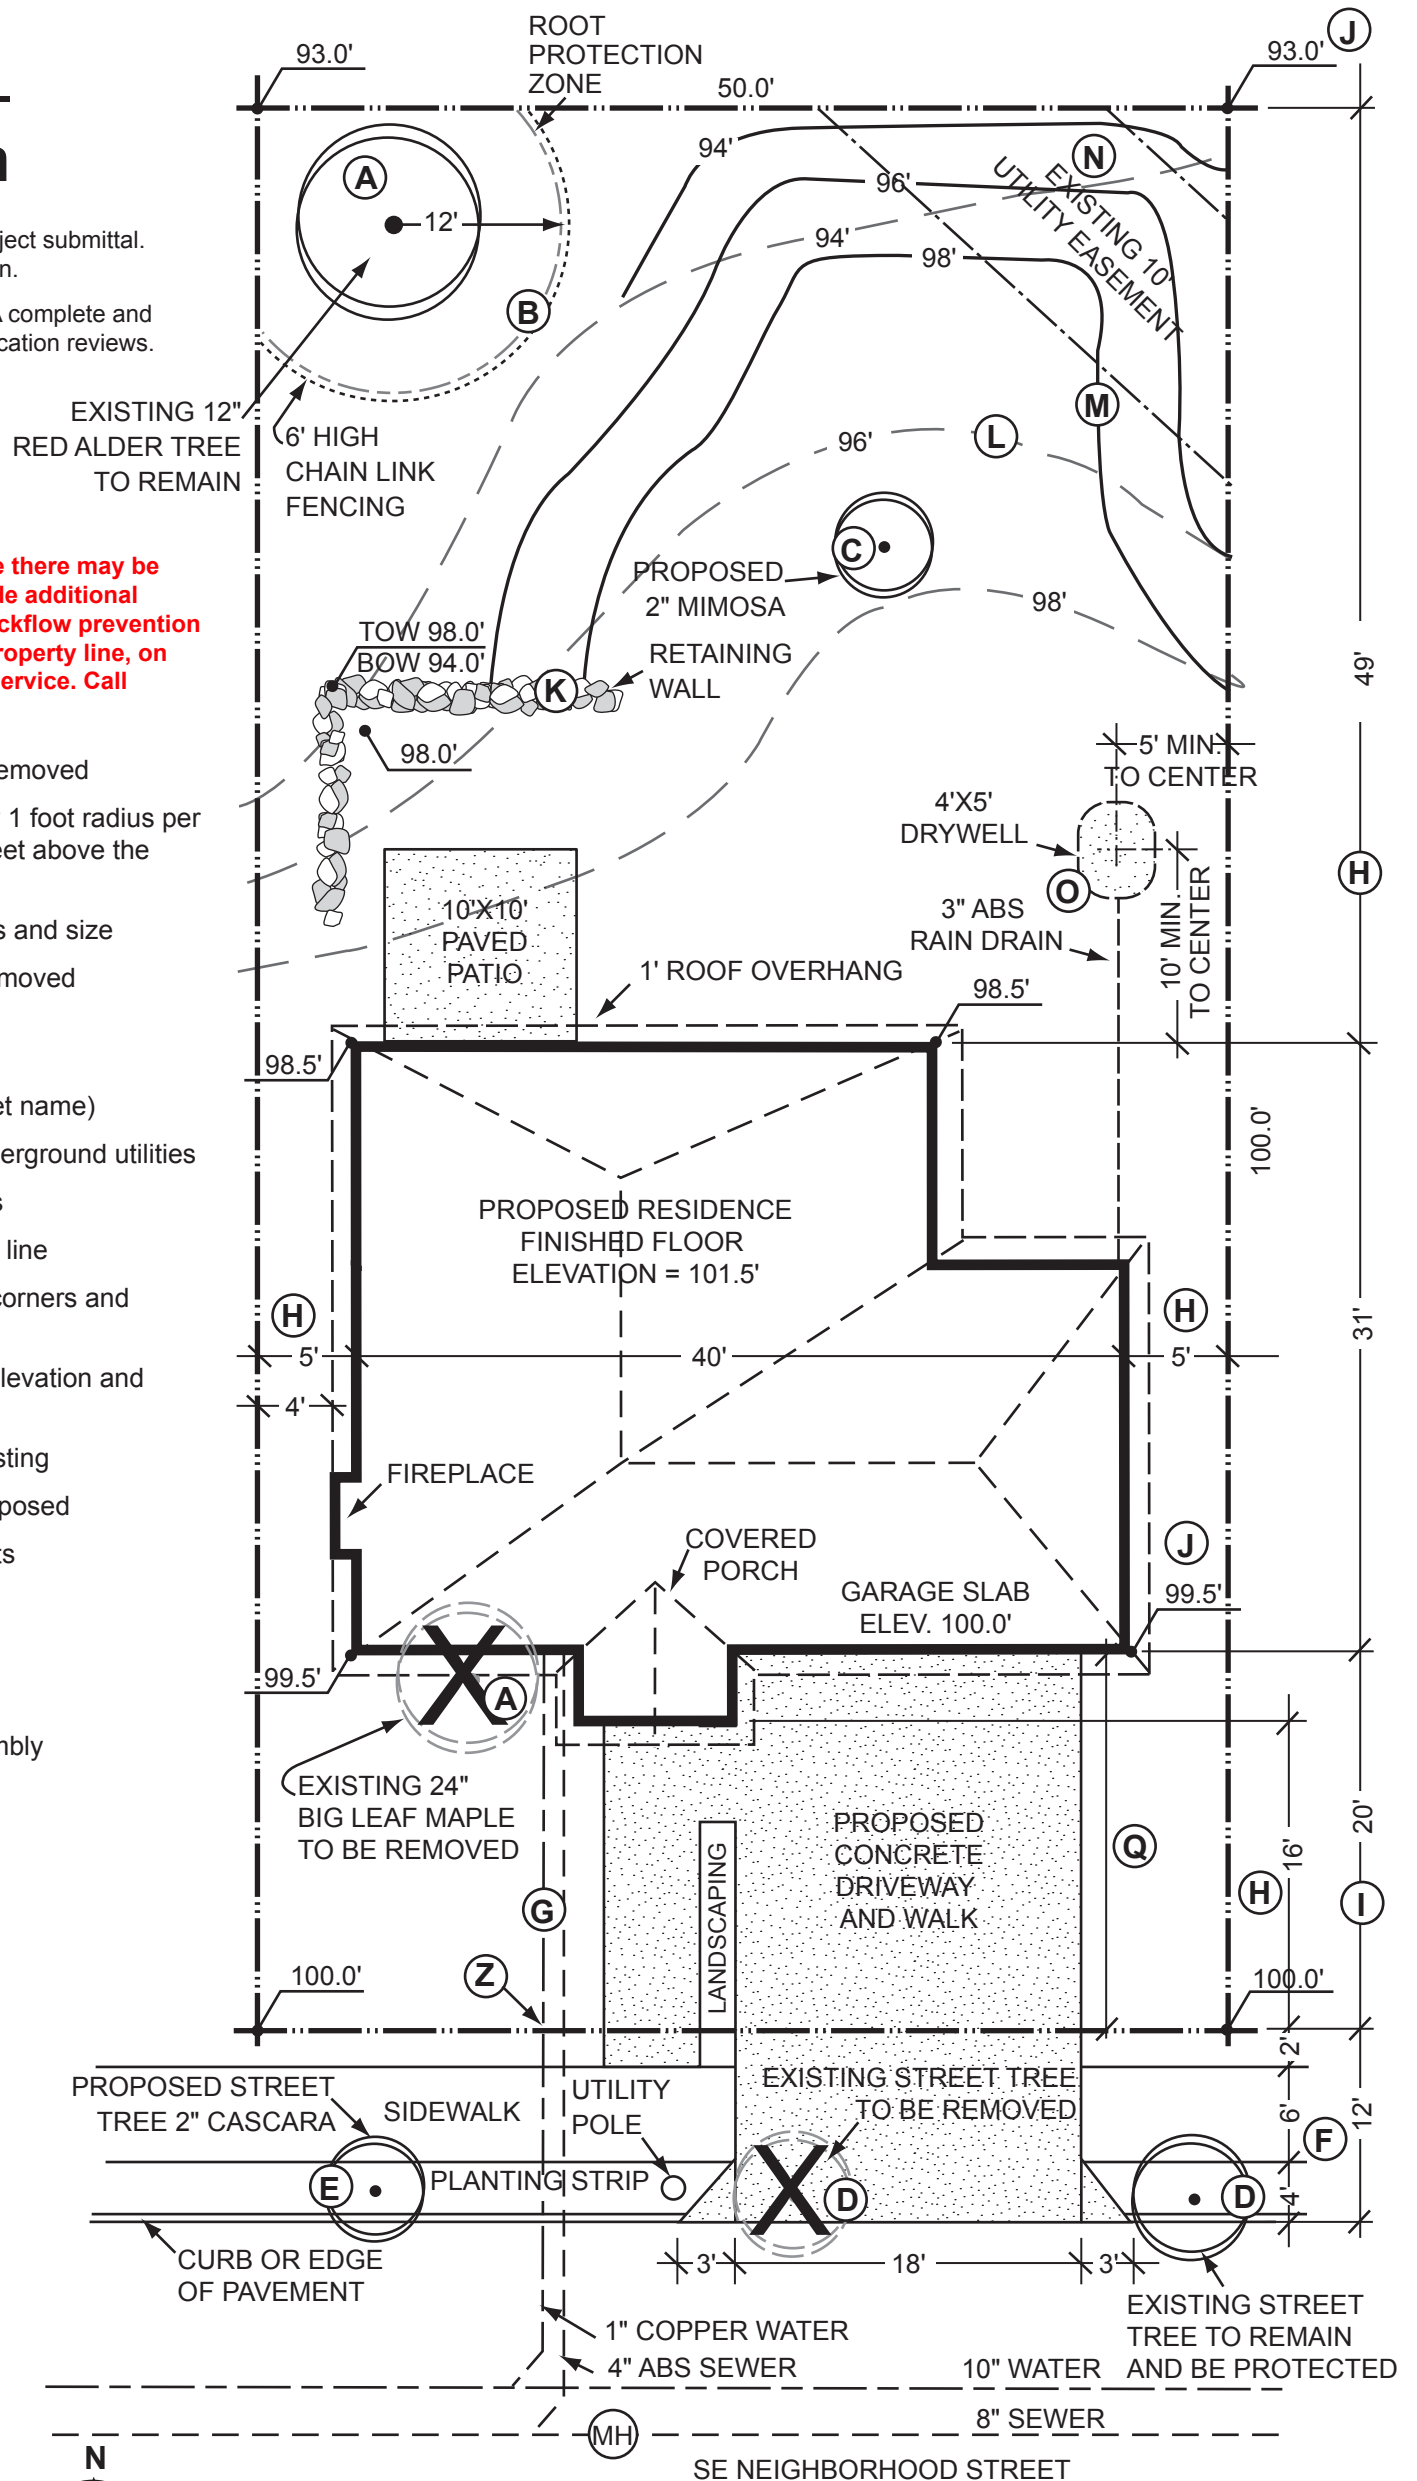 n
ject submittal.
n.
A complete and
cation reviews.
e there may be
le additional
ckflow prevention
roperty line, on
ervice. Call
emoved
1 foot radius per
eet above the
s and size
moved
et name)
erground utilities
s
line
corners and
levation and
sting
posed
ts
mbly
ROOT
PROTECTION
ZONE
93.0'
50.0'
93.0'
J
A
12'
B
94'
96'
94'
98'
N
EXISTING 10'
UTILITY EASEMENT
EXISTING 12"
RED ALDER TREE
TO REMAIN
6' HIGH
CHAIN LINK
FENCING
M
L
96'
C
PROPOSED
2" MIMOSA
98'
TOW 98.0'
BOW 94.0'
K
RETAINING
WALL
98.0'
49'
5' MIN.
TO CENTER
4'X5'
DRYWELL
O
H
10' MIN.
TO CENTER
3" ABS
RAIN DRAIN
10'X10'
PAVED
PATIO
1' ROOF OVERHANG
98.5'
98.5'
100.0'
PROPOSED RESIDENCE
FINISHED FLOOR
ELEVATION = 101.5'
H
H
31'
5'
40'
5'
4'
FIREPLACE
COVERED
PORCH
J
GARAGE SLAB
ELEV. 100.0'
99.5'
99.5'
X
A
EXISTING 24"
BIG LEAF MAPLE
TO BE REMOVED
PROPOSED
CONCRETE
DRIVEWAY
AND WALK
LANDSCAPING
Q
16'
20'
G
H
I
Z
100.0'
100.0'
2'
PROPOSED STREET
TREE 2" CASCARA
SIDEWALK
UTILITY
POLE
EXISTING STREET TREE
TO BE REMOVED
6'
12'
F
E
PLANTING STRIP
X
D
D
4'
CURB OR EDGE
OF PAVEMENT
3'
18'
3'
EXISTING STREET
TREE TO REMAIN
AND BE PROTECTED
1" COPPER WATER
4" ABS SEWER
10" WATER
8" SEWER
MH
N
SE NEIGHBORHOOD STREET